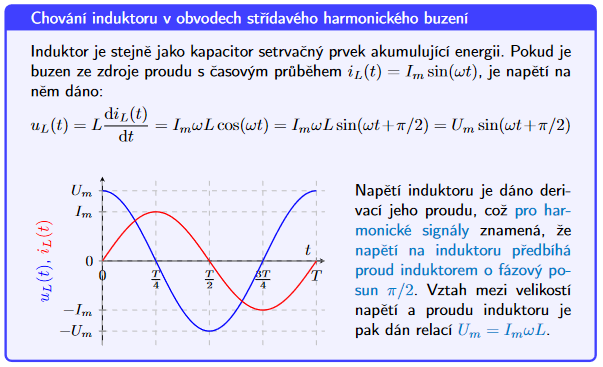 Chování induktoru v obvodech střídavého harmonického buzení
Induktor je stejně jako kapacitor setrvačný prvek akumulující energii. Pokud je
buzen ze zdroje proudu s časovým průběhem i_L(t) = I_m sin(ωt), je napětí na
něm dáno:
u_L(t) = L di_L(t)/dt = I_m ωL cos(ωt) = I_m ωL sin(ωt+π/2) = U_m sin(ωt+π/2)
u_L(t), i_L(t)
U_m
I_m
0
−I_m
−U_m
0
T/4
T/2
3T/4
T
t
Napětí induktoru je dáno deri-
vací jeho proudu, což pro har-
monické signály znamená, že
napětí na induktoru předbíhá
proud induktorem o fázový po-
sun π/2. Vztah mezi velikostí
napětí a proudu induktoru je
pak dán relací U_m = I_m ωL.